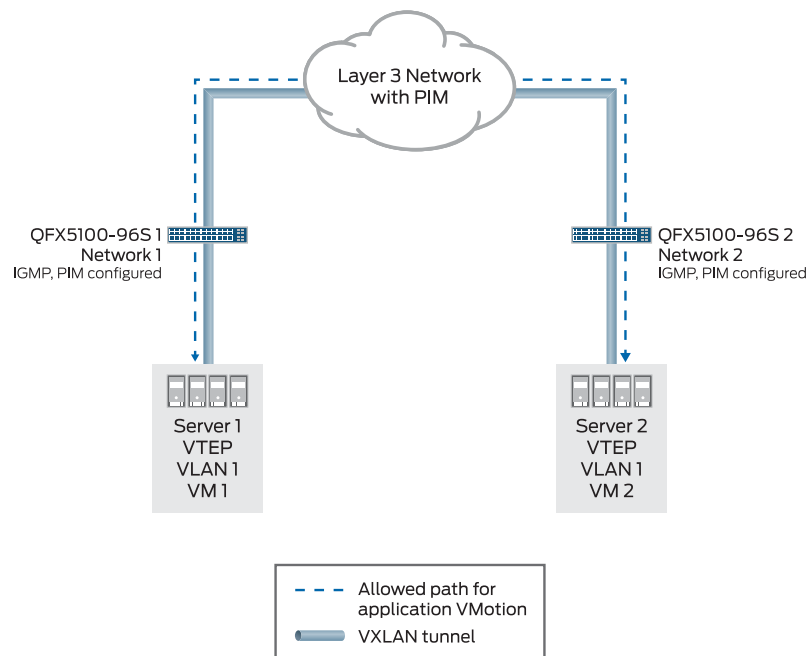 Layer 3 Network
with PIM
QFX5100-96S 1
Network 1
IGMP, PIM configured
QFX5100-96S 2
Network 2
IGMP, PIM configured
Server 1
VTEP
VLAN 1
VM 1
Server 2
VTEP
VLAN 1
VM 2
Allowed path for
application VMotion
VXLAN tunnel